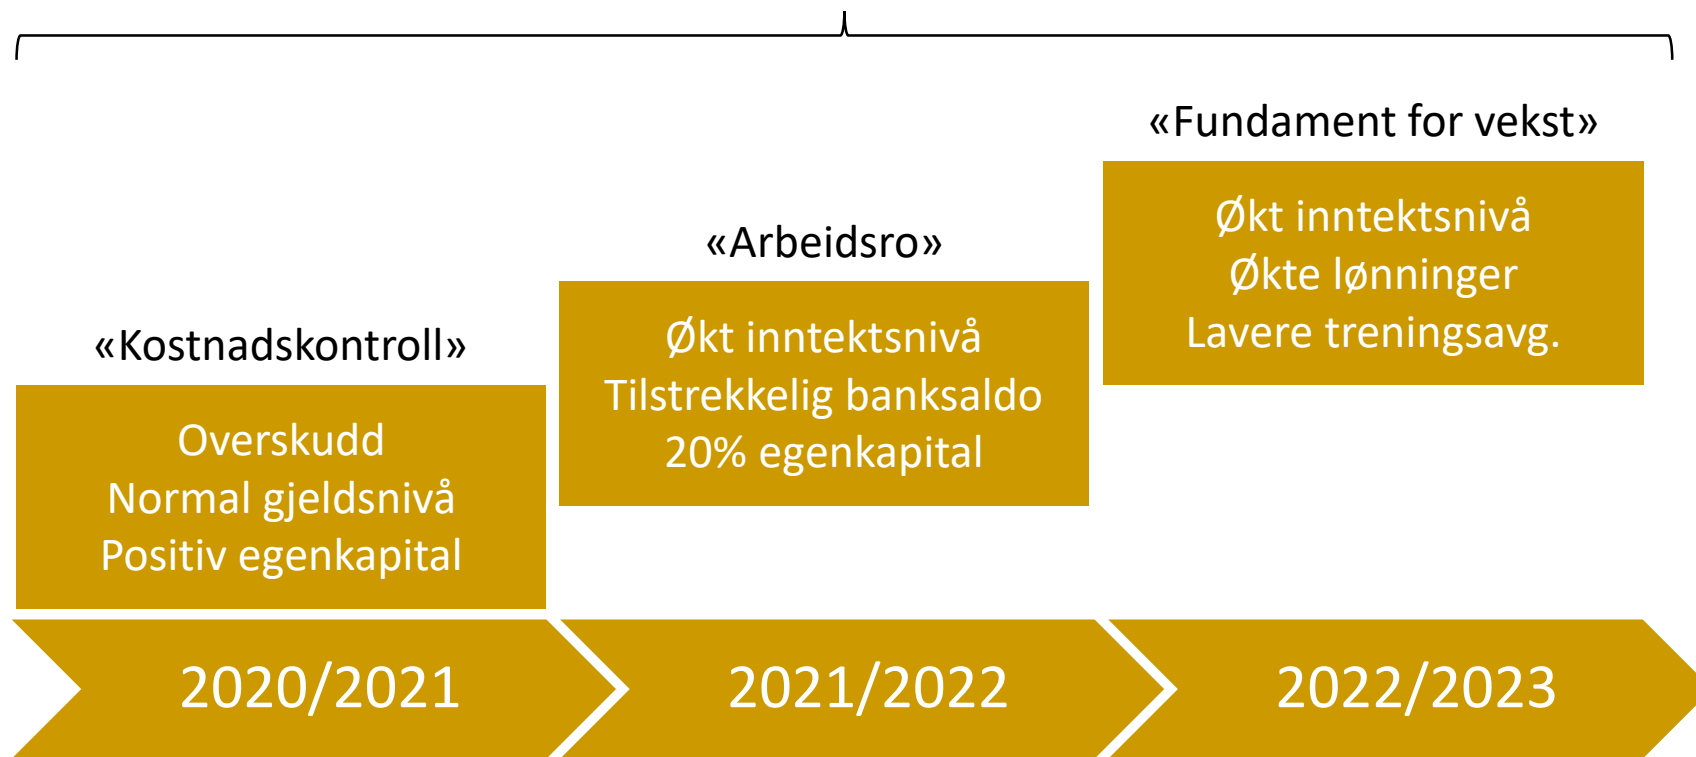 «Kostnadskontroll»
Overskudd
Normal gjeldsnivå
Positiv egenkapital
2020/2021
«Arbeidsro»
Økt inntektsnivå
Tilstrekkelig banksaldo
20% egenkapital
2021/2022
«Fundament for vekst»
Økt inntektsnivå
Økte lønninger
Lavere treningsavg.
2022/2023